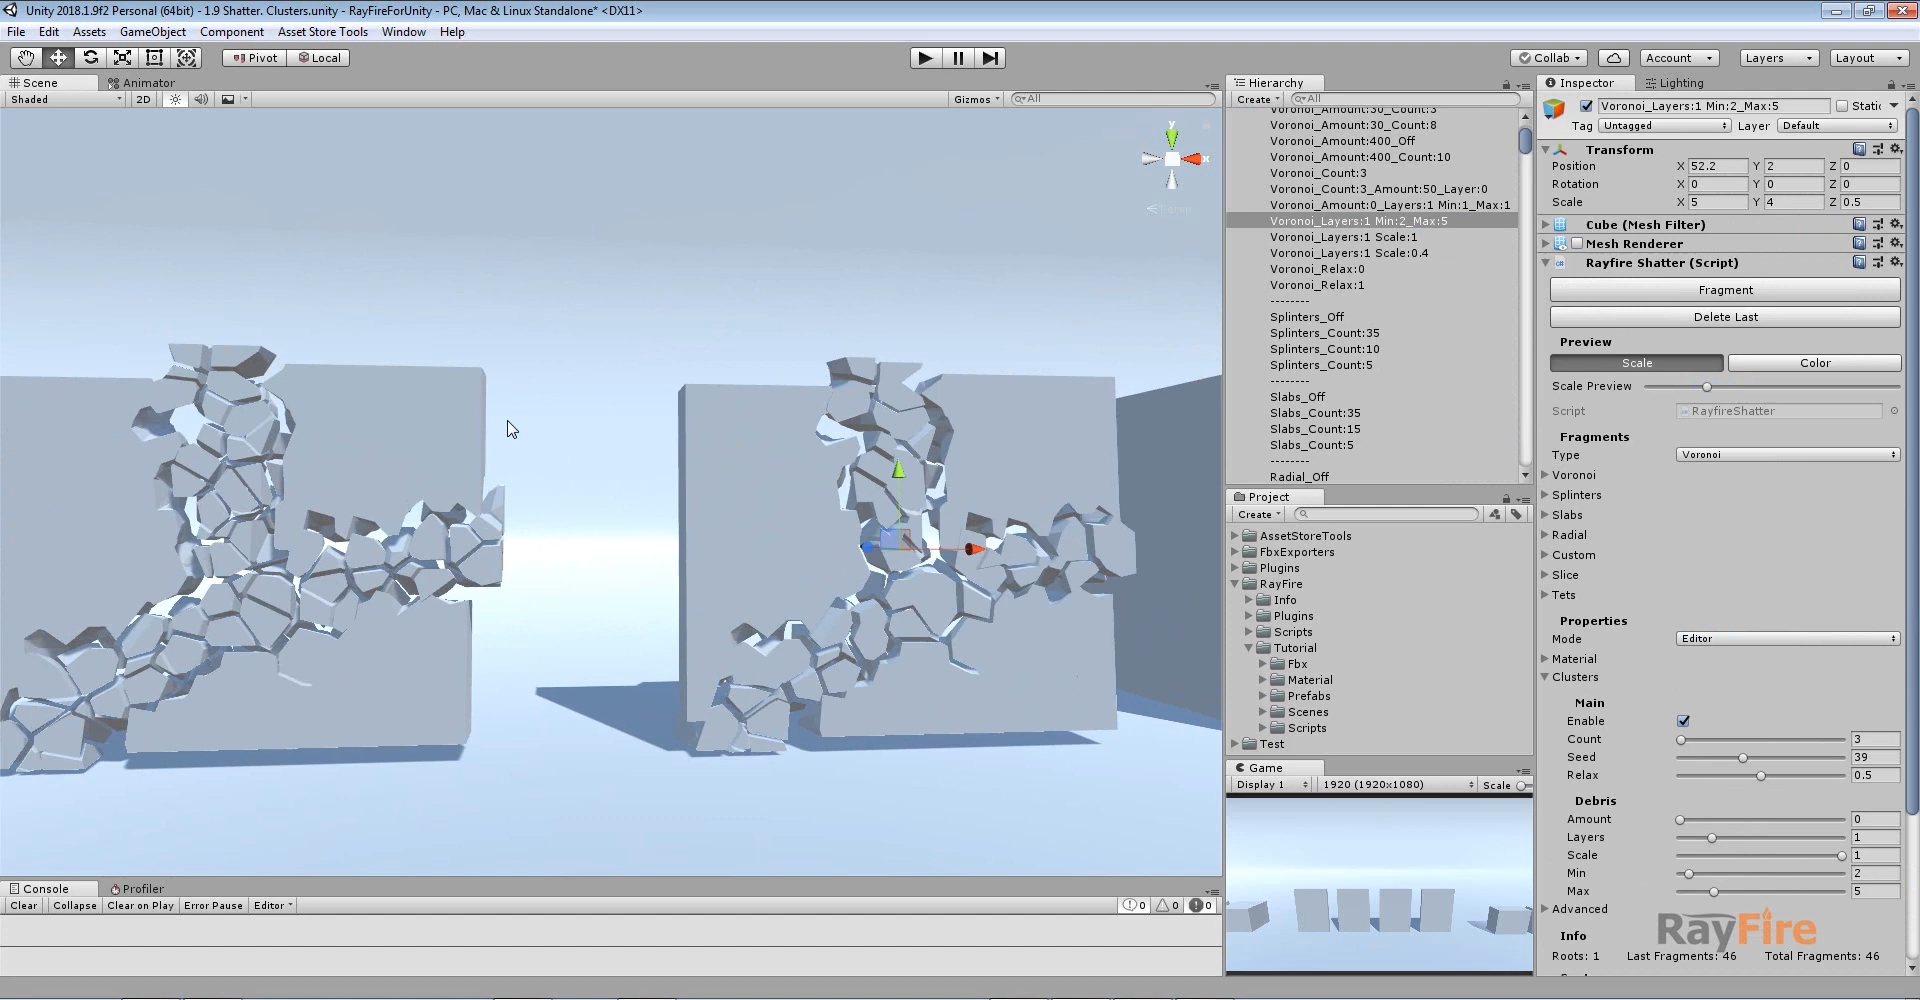 Unity 2018.1.9f2 Personal (64bit) - 1.9 Shatter. Clusters.unity - RayFireForUnity - PC, Mac & Linux Standalone* <DX11>
File Edit Assets GameObject Component Asset Store Tools Window Help
Pivot Local Collab Account Layers Layout
Scene Animator
Shaded 2D Gizmos All
Persp
Hierarchy
Create All
Voronoi_Amount:30_Count:3
Voronoi_Amount:30_Count:8
Voronoi_Amount:400_Off
Voronoi_Amount:400_Count:10
Voronoi_Count:3
Voronoi_Count:3_Amount:50_Layer:0
Voronoi_Amount:0_Layers:1 Min:1_Max:1
Voronoi_Layers:1 Min:2_Max:5
Voronoi_Layers:1 Scale:1
Voronoi_Layers:1 Scale:0.4
Voronoi_Relax:0
Voronoi_Relax:1
--------
Splinters_Off
Splinters_Count:35
Splinters_Count:10
Splinters_Count:5
--------
Slabs_Off
Slabs_Count:35
Slabs_Count:15
Slabs_Count:5
--------
Radial_Off
Project
Create
AssetStoreTools
FbxExporters
Plugins
RayFire
Info
Plugins
Scripts
Tutorial
Fbx
Material
Prefabs
Scenes
Scripts
Test
Game
Display 1 1920 (1920x1080) Scale
Inspector Lighting
Voronoi_Layers:1 Min:2_Max:5 Static
Tag Untagged Layer Default
Transform
Position X 52.2 Y 2 Z 0
Rotation X 0 Y 0 Z 0
Scale X 5 Y 4 Z 0.5
Cube (Mesh Filter)
Mesh Renderer
Rayfire Shatter (Script)
Fragment
Delete Last
Preview
Scale Color
Scale Preview
Script RayfireShatter
Fragments
Type Voronoi
Voronoi
Splinters
Slabs
Radial
Custom
Slice
Tets
Properties
Mode Editor
Material
Clusters
Main
Enable
Count 3
Seed 39
Relax 0.5
Debris
Amount 0
Layers 1
Scale 1
Min 2
Max 5
Advanced
RayFire
Info
Roots: 1 Last Fragments: 46 Total Fragments: 46
Console Profiler
Clear Collapse Clear on Play Error Pause Editor 0 0 0